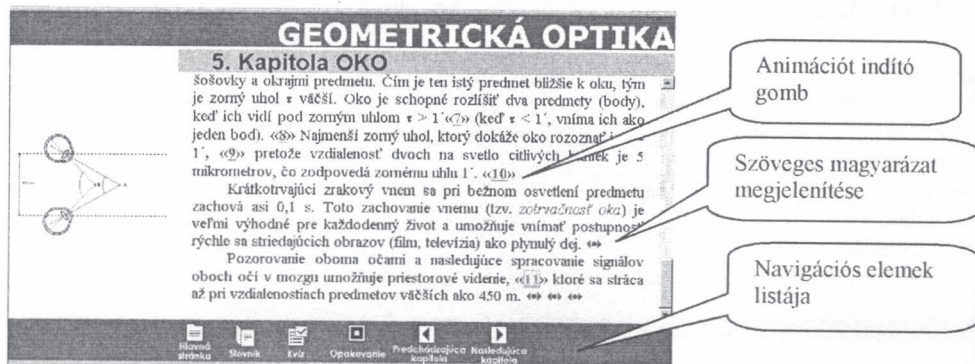 GEOMETRICKÁ OPTIKA
5. Kapitola OKO
šošovky a okrajmi predmetu. Čím je ten istý predmet bližšie k oku, tým
je zorný uhol τ väčší. Oko je schopné rozlíšiť dva predmety (body),
keď ich vidí pod zorným uhlom τ > 1´«7» (keď τ < 1´, vníma ich ako
jeden bod). «8» Najmenší zorný uhol, ktorý dokáže oko rozoznať
1´, «9» pretože vzdialenosť dvoch na svetlo citlivých je 5
mikrometrov, čo zodpovedá zornému uhlu 1´. «10»
Krátkotrvajúci zrakový vnem sa pri bežnom osvetlení predmetu
zachová asi 0,1 s. Toto zachovanie vnemu (tzv. zotrvačnosť oka) je
veľmi výhodné pre každodenný život a umožňuje vnímať postupnosť
rýchle sa striedajúcich obrazov (film, televízia) ako plynulý dej.
Pozorovanie oboma očami a nasledujúce spracovanie signálov
oboch očí v mozgu umožňuje priestorové videnie, «11» ktoré sa stráca
až pri vzdialenostiach predmetov väčších ako 450 m.
Hlavná
stránka
Slovník
Kvíz
Opakovanie
Predchádzajúca
kapitola
Nasledujúca
kapitola
Animációt indító
gomb
Szöveges magyarázat
megjelenítése
Navigációs elemek
listája